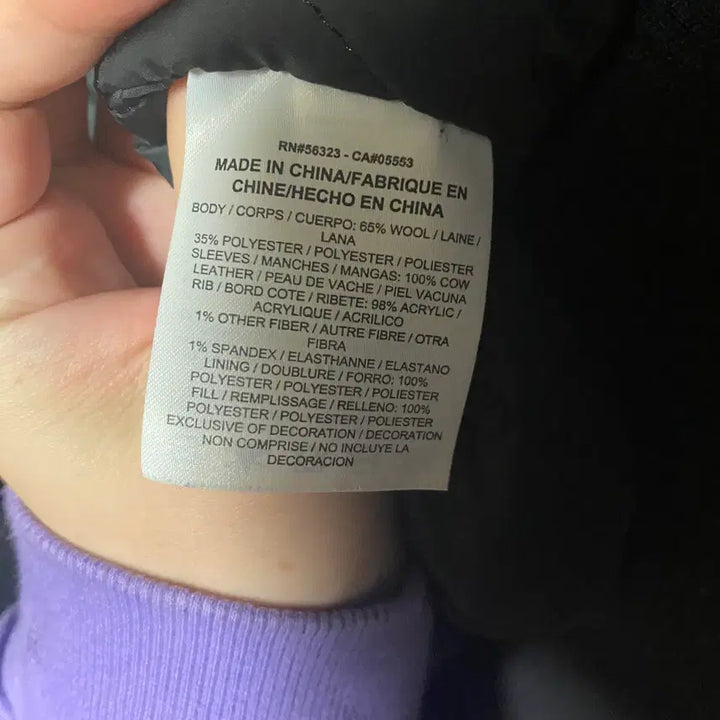 RN#56323 - CA#05553
MADE IN CHINA/FABRIQUE EN
CHINE/HECHO EN CHINA
BODY / CORPS / CUERPO: 65% WOOL / LAINE /
LANA
35% POLYESTER / POLYESTER / POLIESTER
SLEEVES / MANCHES / MANGAS: 100% COW
LEATHER / PEAU DE VACHE / PIEL VACUNA
RIB / BORD COTE / RIBETE: 98% ACRYLIC /
ACRYLIQUE / ACRILICO
1% OTHER FIBER / AUTRE FIBRE / OTRA
FIBRA
1% SPANDEX / ELASTHANNE / ELASTANO
LINING / DOUBLURE / FORRO: 100%
POLYESTER / POLYESTER / POLIESTER
FILL / REMPLISSAGE / RELLENO: 100%
POLYESTER / POLYESTER / POLIESTER
EXCLUSIVE OF DECORATION / DECORATION
NON COMPRISE / NO INCLUYE LA
DECORACION